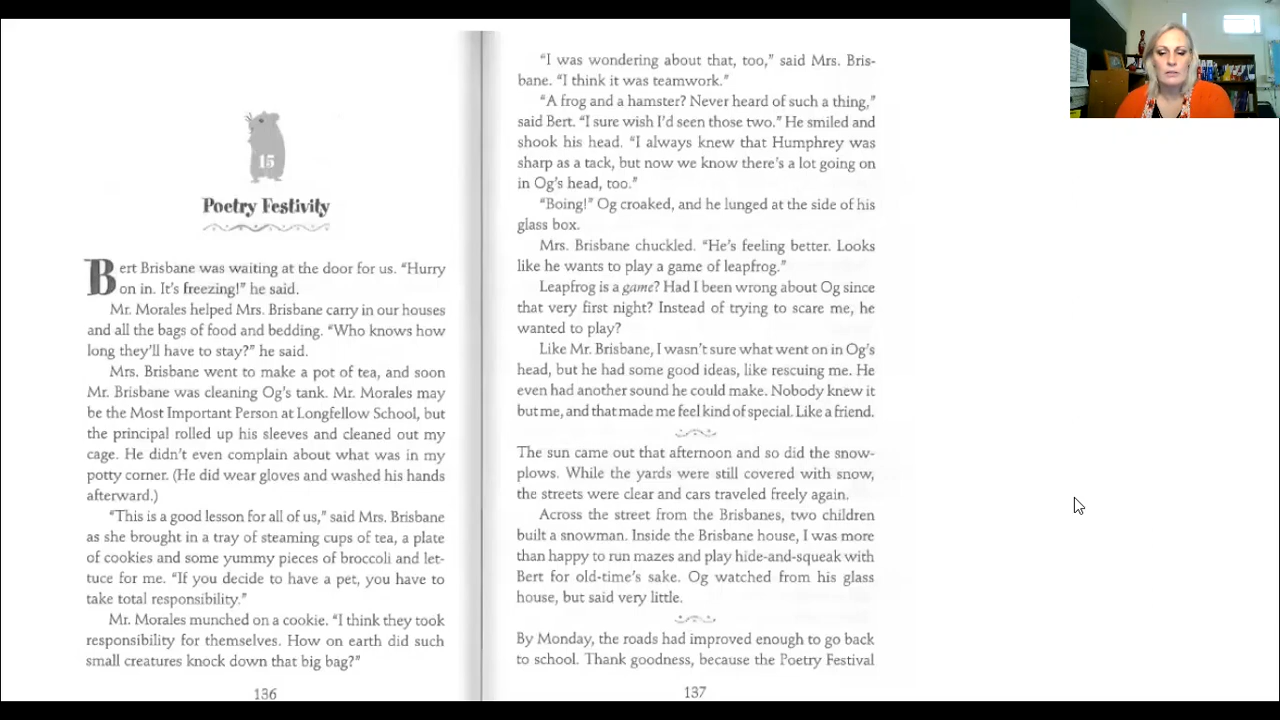 15
Poetry Festivity
Bert Brisbane was waiting at the door for us. “Hurry
on in. It’s freezing!” he said.
Mr. Morales helped Mrs. Brisbane carry in our houses
and all the bags of food and bedding. “Who knows how
long they’ll have to stay?” he said.
Mrs. Brisbane went to make a pot of tea, and soon
Mr. Brisbane was cleaning Og’s tank. Mr. Morales may
be the Most Important Person at Longfellow School, but
the principal rolled up his sleeves and cleaned out my
cage. He didn’t even complain about what was in my
potty corner. (He did wear gloves and washed his hands
afterward.)
“This is a good lesson for all of us,” said Mrs. Brisbane
as she brought in a tray of steaming cups of tea, a plate
of cookies and some yummy pieces of broccoli and let-
tuce for me. “If you decide to have a pet, you have to
take total responsibility.”
Mr. Morales munched on a cookie. “I think they took
responsibility for themselves. How on earth did such
small creatures knock down that big bag?”
136
“I was wondering about that, too,” said Mrs. Bris-
bane. “I think it was teamwork.”
“A frog and a hamster? Never heard of such a thing,”
said Bert. “I sure wish I’d seen those two.” He smiled and
shook his head. “I always knew that Humphrey was
sharp as a tack, but now we know there’s a lot going on
in Og’s head, too.”
“Boing!” Og croaked, and he lunged at the side of his
glass box.
Mrs. Brisbane chuckled. “He’s feeling better. Looks
like he wants to play a game of leapfrog.”
Leapfrog is a game? Had I been wrong about Og since
that very first night? Instead of trying to scare me, he
wanted to play?
Like Mr. Brisbane, I wasn’t sure what went on in Og’s
head, but he had some good ideas, like rescuing me. He
even had another sound he could make. Nobody knew it
but me, and that made me feel kind of special. Like a friend.
The sun came out that afternoon and so did the snow-
plows. While the yards were still covered with snow,
the streets were clear and cars traveled freely again.
Across the street from the Brisbanes, two children
built a snowman. Inside the Brisbane house, I was more
than happy to run mazes and play hide-and-squeak with
Bert for old-time’s sake. Og watched from his glass
house, but said very little.
By Monday, the roads had improved enough to go back
to school. Thank goodness, because the Poetry Festival
137